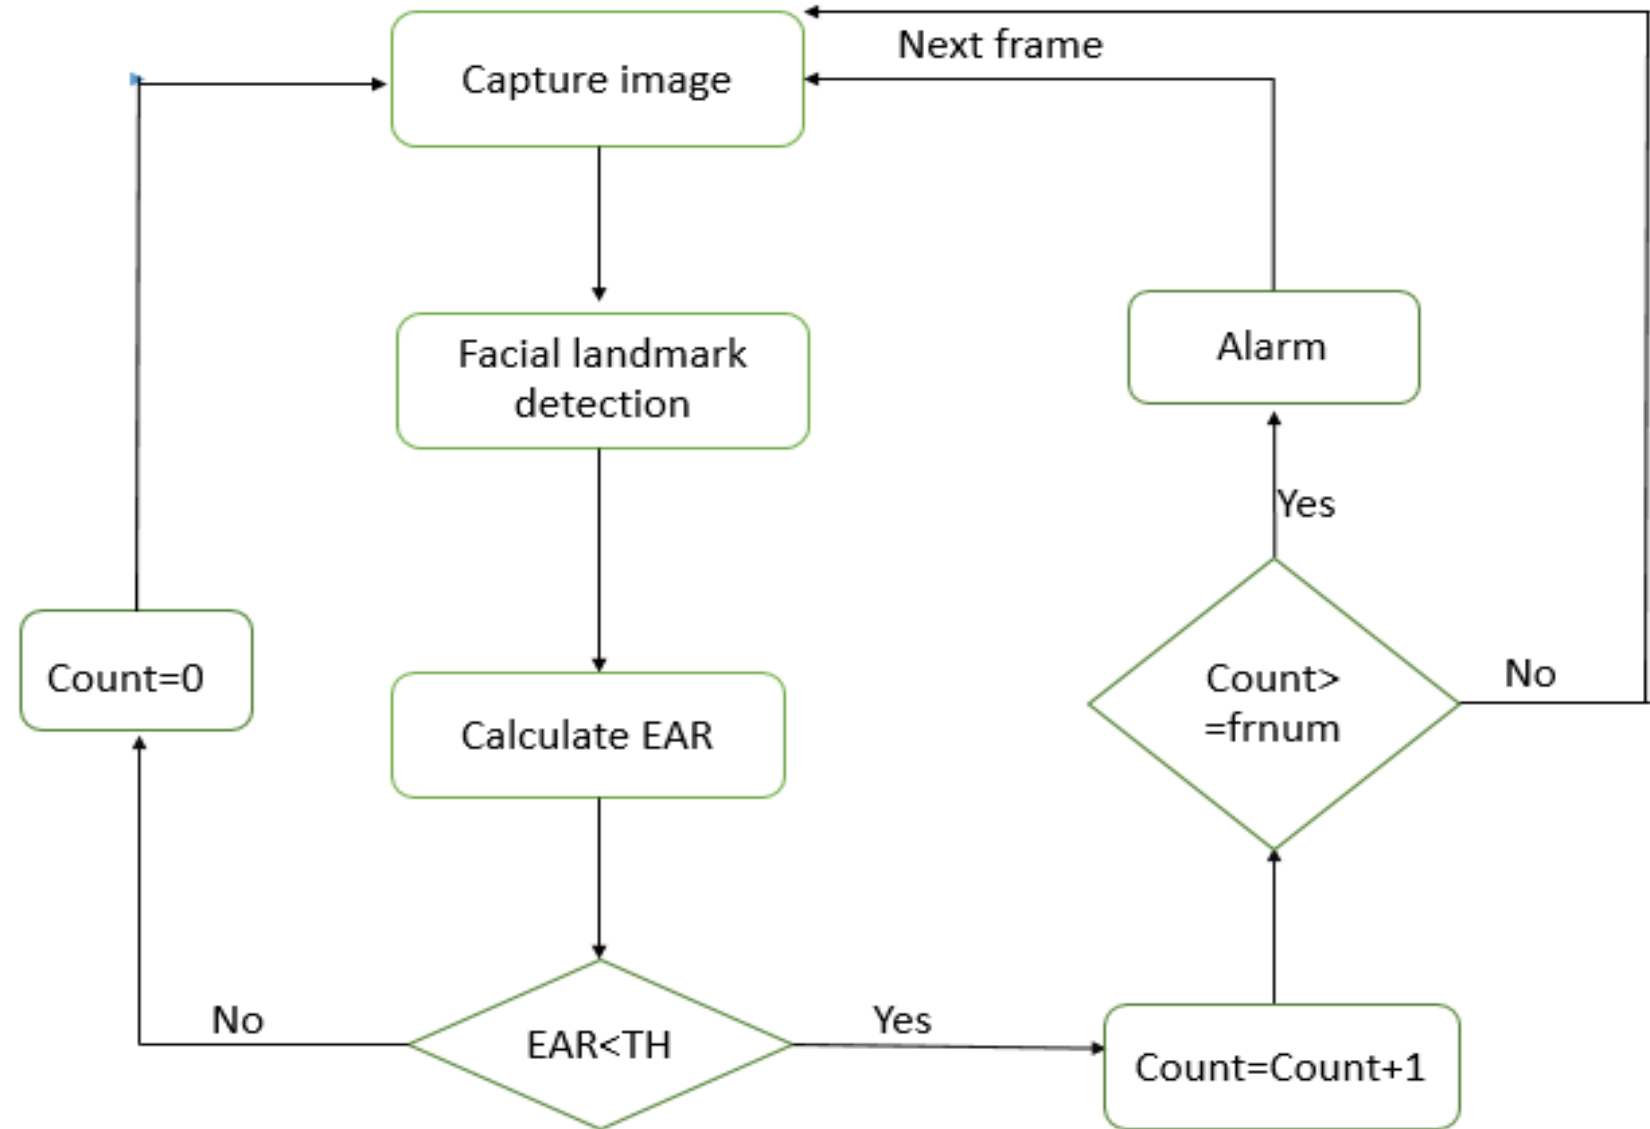 Next frame
Capture image
Facial landmark
detection
Alarm
Yes
Count=0
Calculate EAR
Count>
=frnum
No
No
EAR<TH
Yes
Count=Count+1